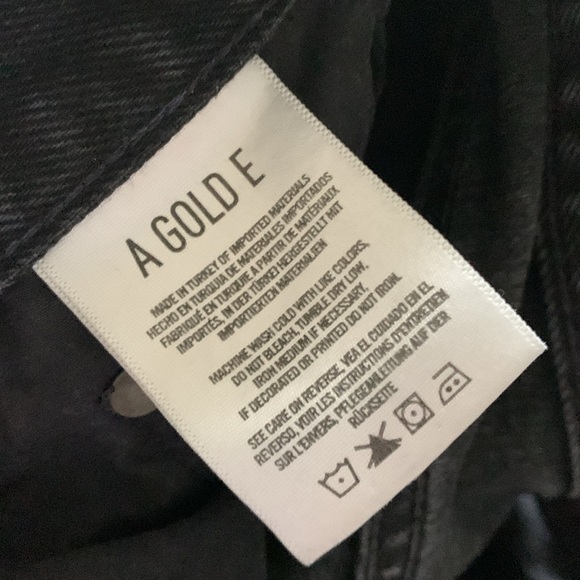 A GOLD E
MADE IN TURKEY OF IMPORTED MATERIALS
HECHO EN TURQUIA DE MATERIALES IMPORTADOS
FABRIQUÉ EN TURQUIE A PARTIR DE MATÉRIAUX
IMPORTÉS, IN DER TÜRKEI HERGESTELLT MIT
IMPORTIERTEN MATERIALIEN
MACHINE WASH COLD WITH LIKE COLORS,
DO NOT BLEACH, TUMBLE DRY LOW,
IRON MEDIUM IF NECESSARY,
IF DECORATED OR PRINTED DO NOT IRON.
SEE CARE ON REVERSE, VEA EL CUIDADO EN EL
REVERSO, VOIR LES INSTRUCTIONS D'ENTRETIEN
SUR L'ENVERS, PFLEGEANLEITUNG AUF DER
RÜCKSEITE